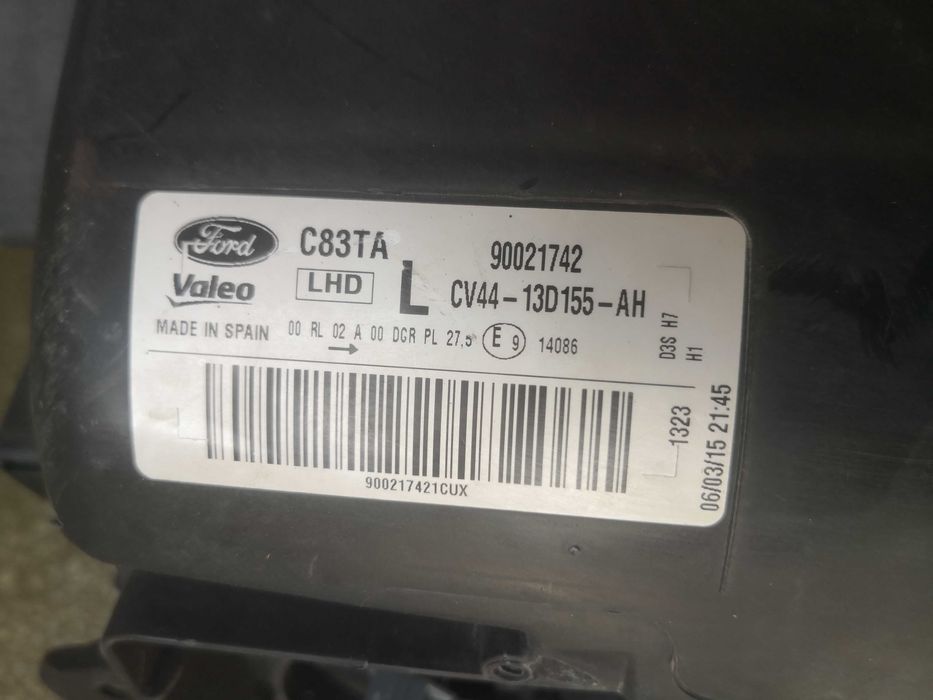 Ford
C83TA
90021742
Valeo
LHD
L
CV44-13D155-AH
MADE IN SPAIN
00 RL 02 A 00 DGR PL 27,5
E 9
14086
D3S H7
H1
1323
06/03/15 21:45
900217421CUX